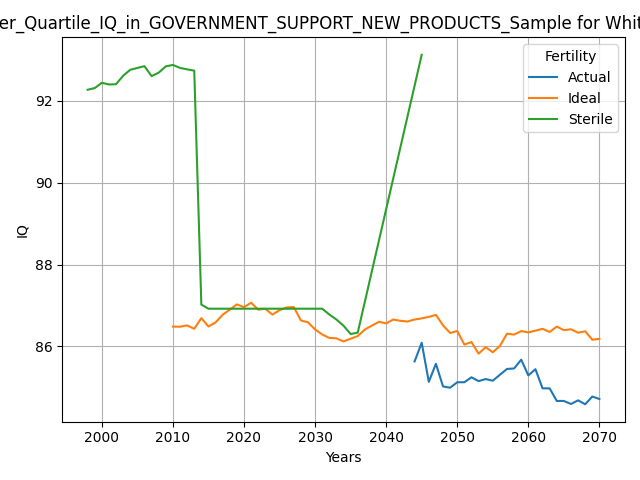 er_Quartile_IQ_in_GOVERNMENT_SUPPORT_NEW_PRODUCTS_Sample for Whit
Fertility
Actual
Ideal
Sterile
92
90
88
86
IQ
2000
2010
2020
2030
2040
2050
2060
2070
Years